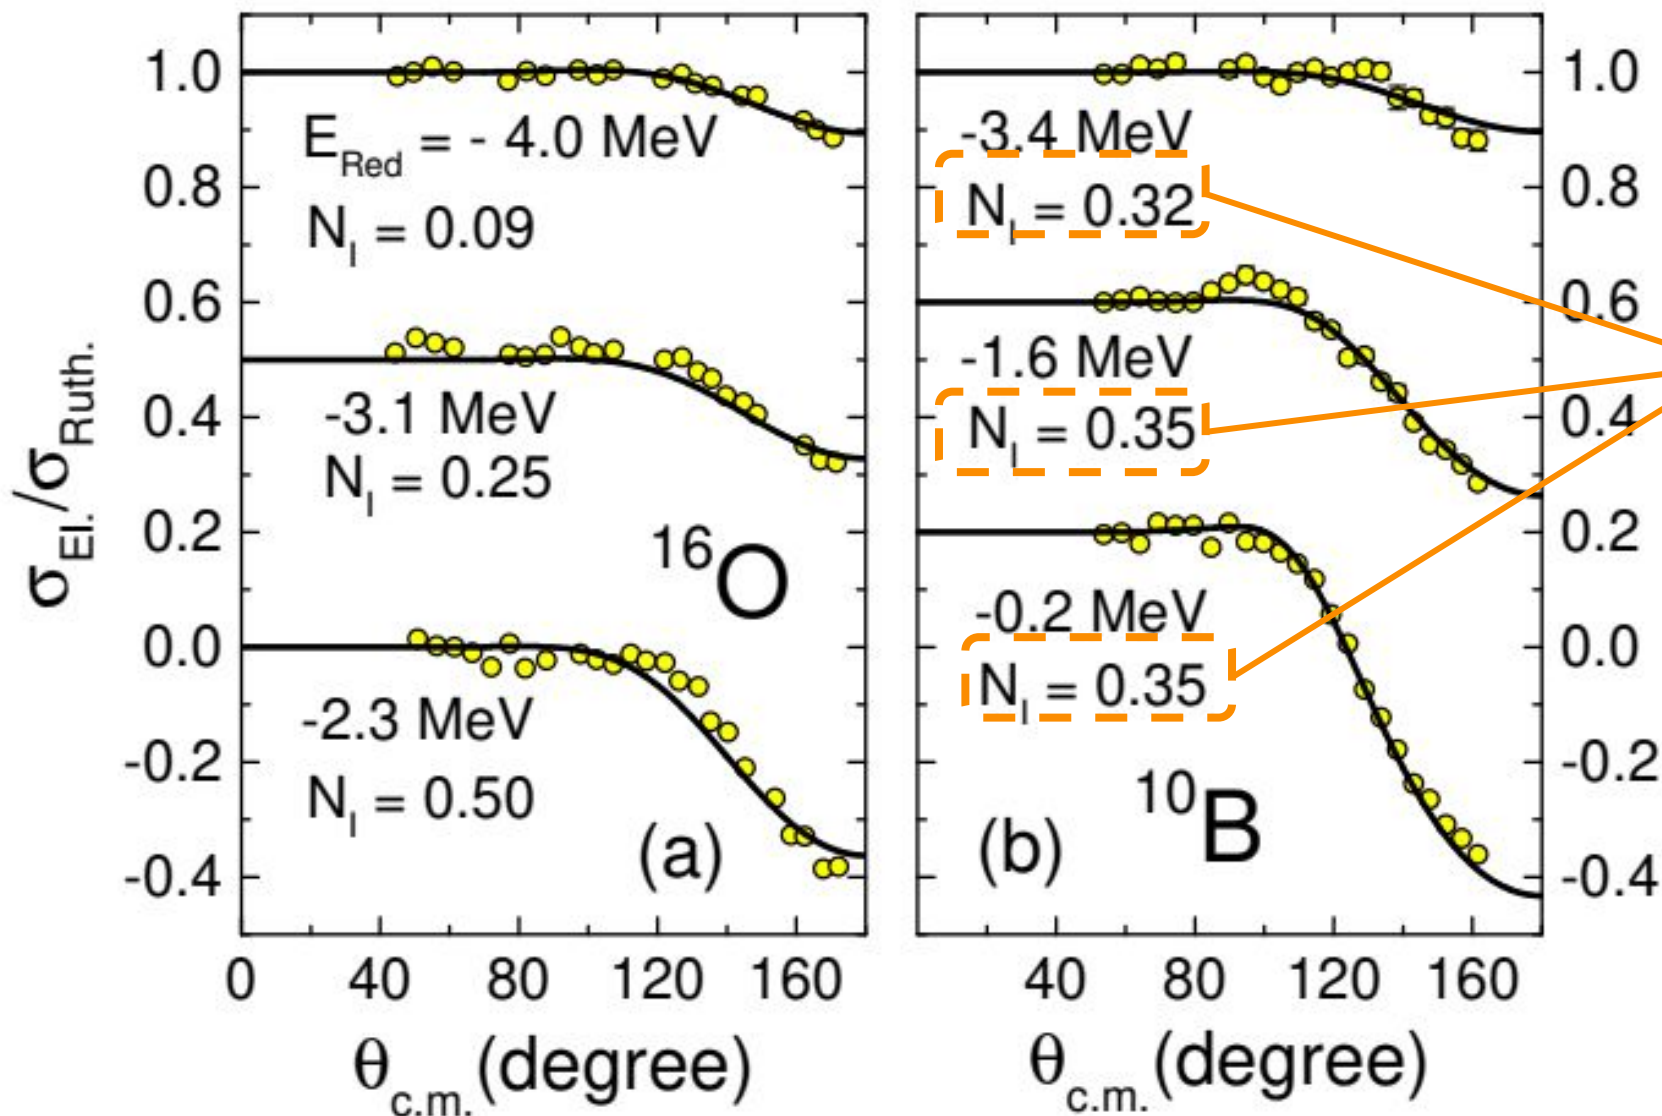 σEl./σRuth.
1.0
0.8
0.6
0.4
0.2
0.0
-0.2
-0.4
ERed = - 4.0 MeV
NI = 0.09
-3.1 MeV
NI = 0.25
16O
-2.3 MeV
NI = 0.50
(a)
0 40 80 120 160
θc.m. (degree)
-3.4 MeV
NI = 0.32
-1.6 MeV
NI = 0.35
-0.2 MeV
NI = 0.35
10B
(b)
1.0
0.8
0.6
0.4
0.2
0.0
-0.2
-0.4
40 80 120 160
θc.m. (degree)